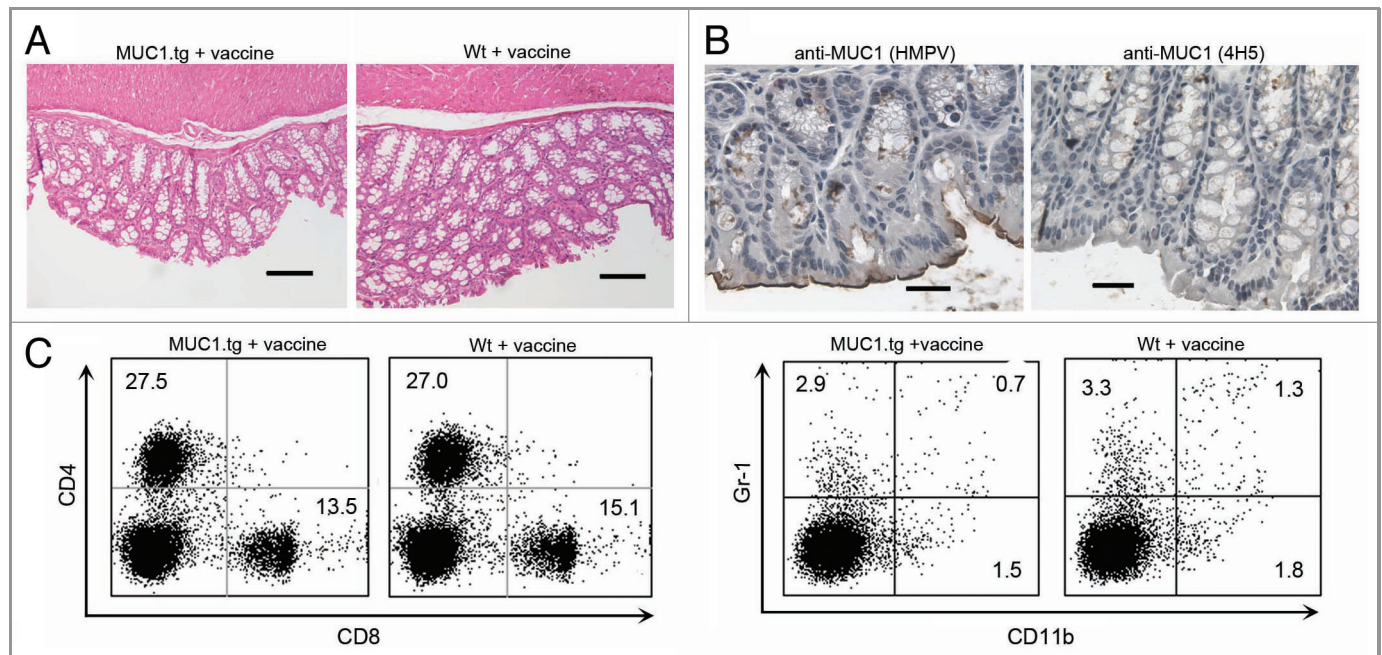 A
MUC1.tg + vaccine
Wt + vaccine
B
anti-MUC1 (HMPV)
anti-MUC1 (4H5)
C
MUC1.tg + vaccine
Wt + vaccine
27.5
13.5
27.0
15.1
CD4
CD8
MUC1.tg +vaccine
Wt + vaccine
2.9
0.7
1.5
3.3
1.3
1.8
Gr-1
CD11b